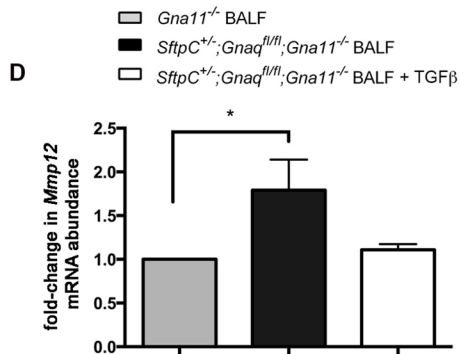 Gna11-/- BALF
SftpC+/-;Gnaqfl/fl;Gna11-/- BALF
D
SftpC+/-;Gnaqfl/fl;Gna11-/- BALF + TGFβ
*
fold-change in Mmp12
mRNA abundance
2.5
2.0
1.5
1.0
0.5
0.0